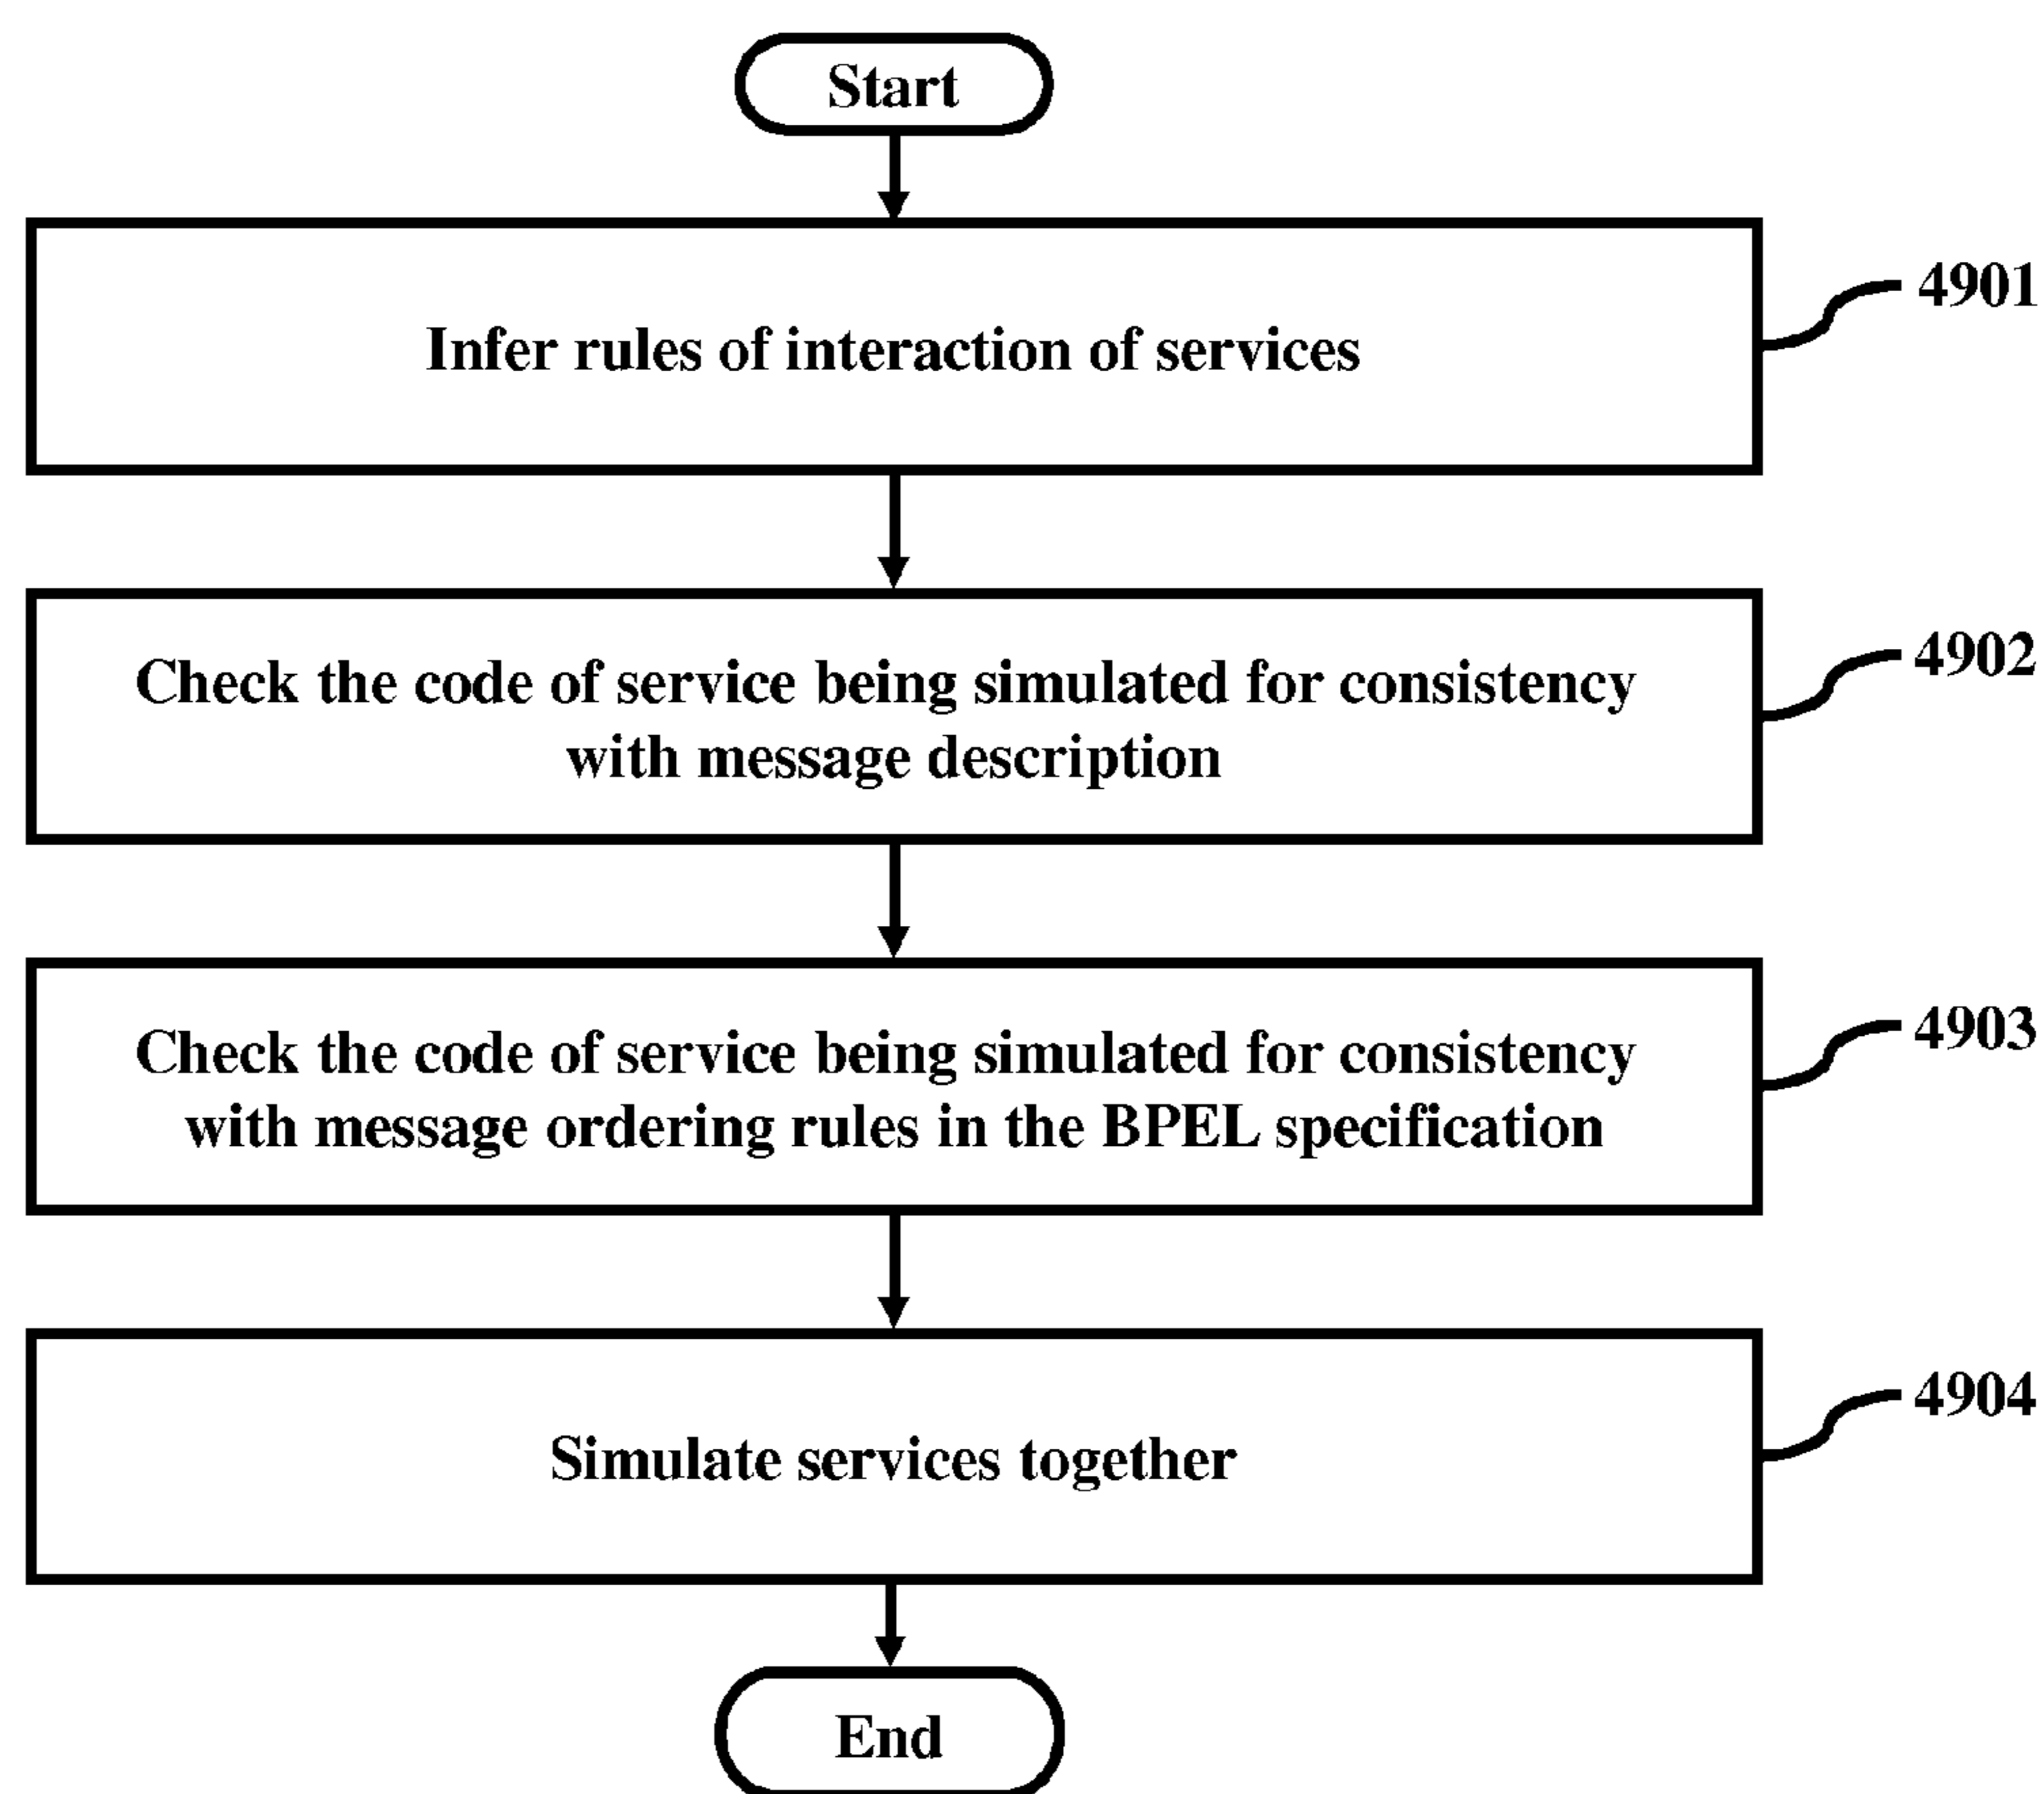 Start
Infer rules of interaction of services
4901
Check the code of service being simulated for consistency
with message description
4902
Check the code of service being simulated for consistency
with message ordering rules in the BPEL specification
4903
Simulate services together
4904
End